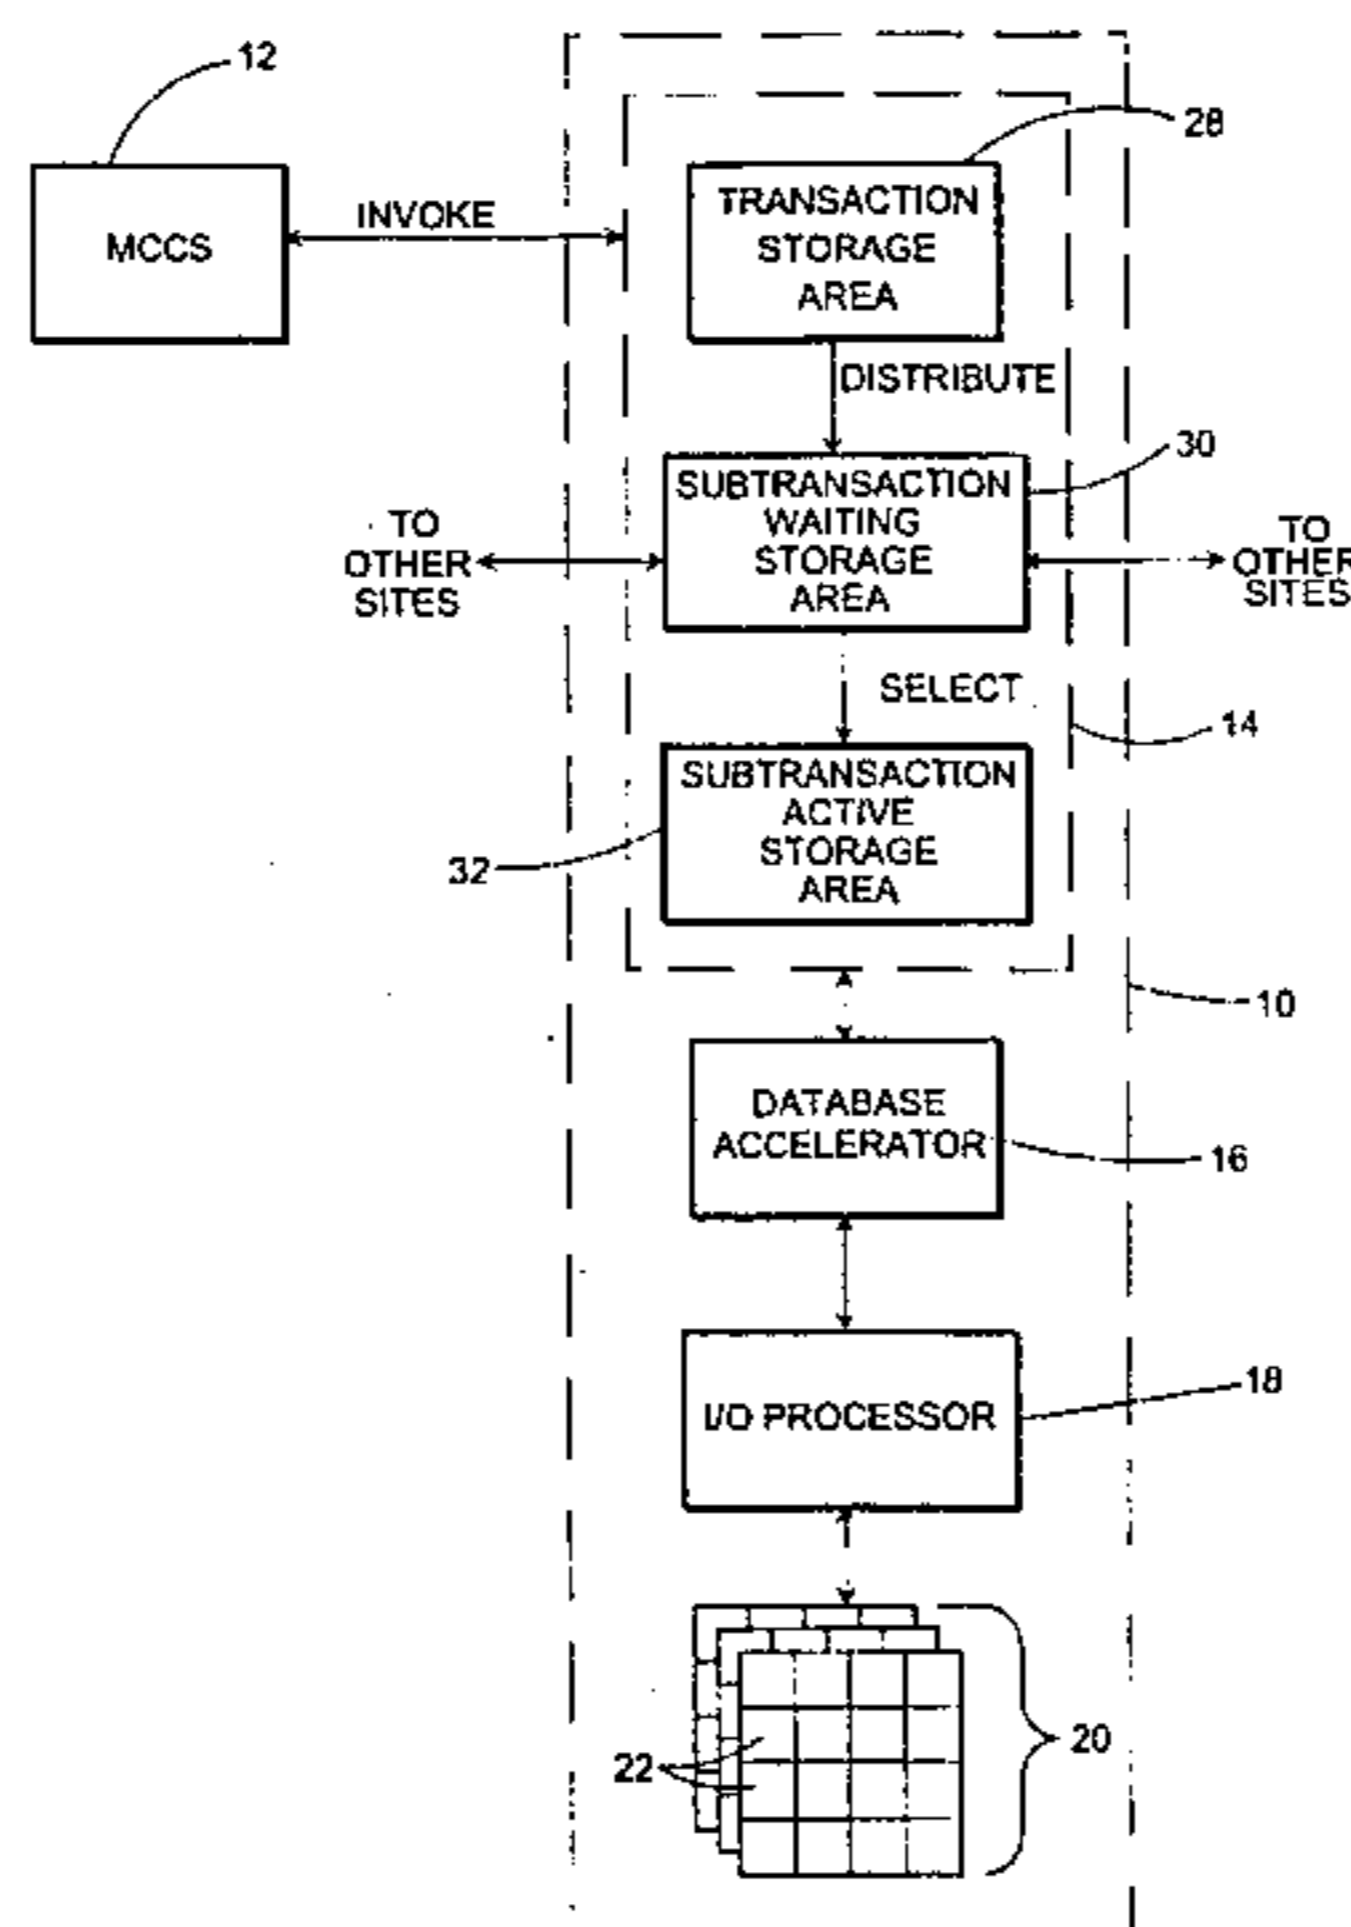 12
28
MCCS
INVOKE
TRANSACTION
STORAGE
AREA
DISTRIBUTE
30
SUBTRANSACTION
WAITING
STORAGE
AREA
TO
OTHER
SITES
TO
OTHER
SITES
SELECT
14
SUBTRANSACTION
ACTIVE
STORAGE
AREA
32
10
DATABASE
ACCELERATOR
16
I/O PROCESSOR
18
22
20